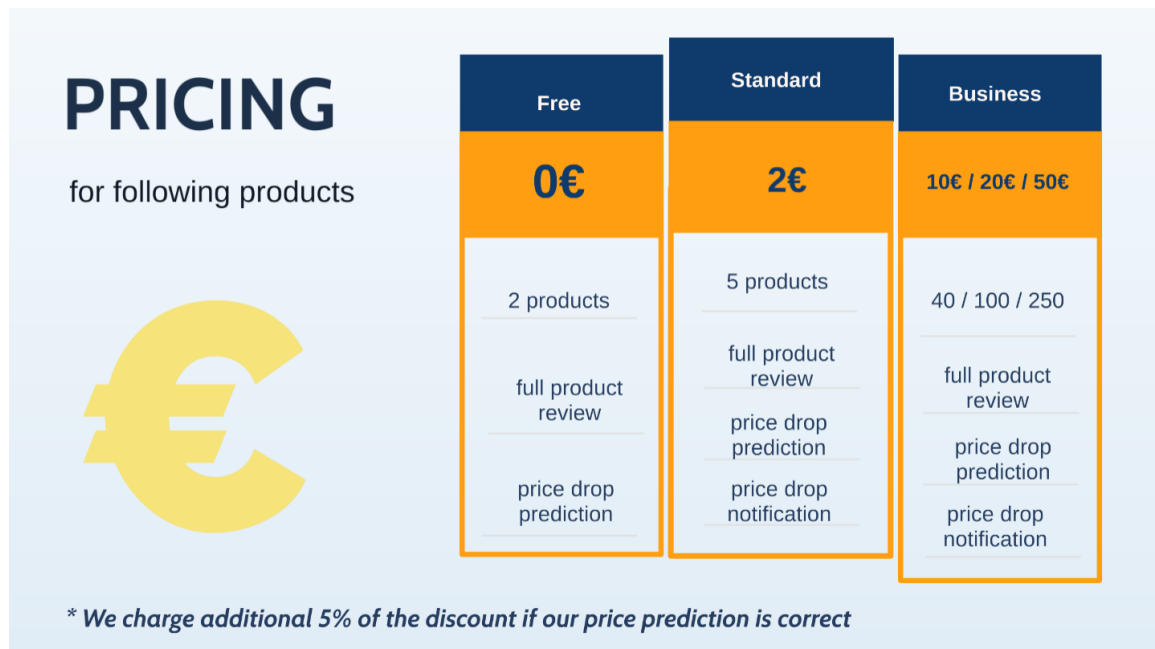 PRICING
for following products
Free
0€
2 products
full product
review
price drop
prediction
Standard
2€
5 products
full product
review
price drop
prediction
price drop
notification
Business
10€ / 20€ / 50€
40 / 100 / 250
full product
review
price drop
prediction
price drop
notification
* We charge additional 5% of the discount if our price prediction is correct